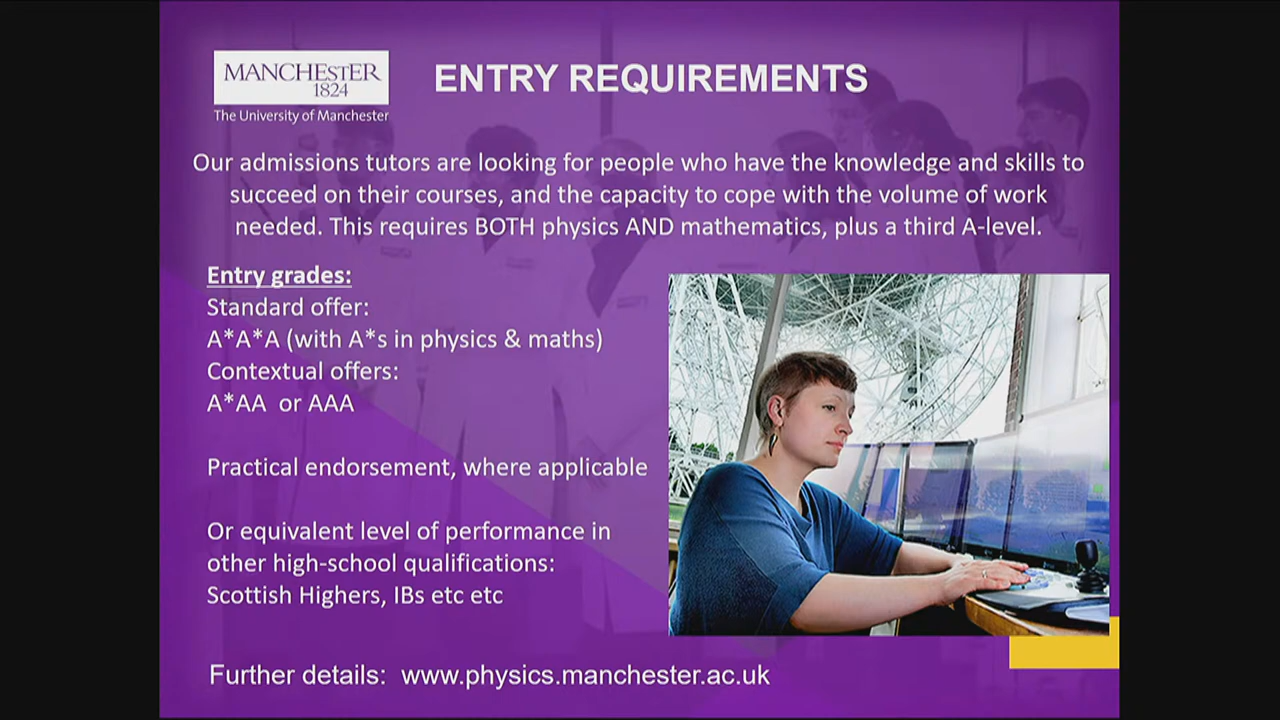 MANCHESTER
1824
The University of Manchester
ENTRY REQUIREMENTS
Our admissions tutors are looking for people who have the knowledge and skills to
succeed on their courses, and the capacity to cope with the volume of work
needed. This requires BOTH physics AND mathematics, plus a third A-level.
Entry grades:
Standard offer:
A*A*A (with A*s in physics & maths)
Contextual offers:
A*AA or AAA
Practical endorsement, where applicable
Or equivalent level of performance in
other high-school qualifications:
Scottish Highers, IBs etc etc
Further details: www.physics.manchester.ac.uk